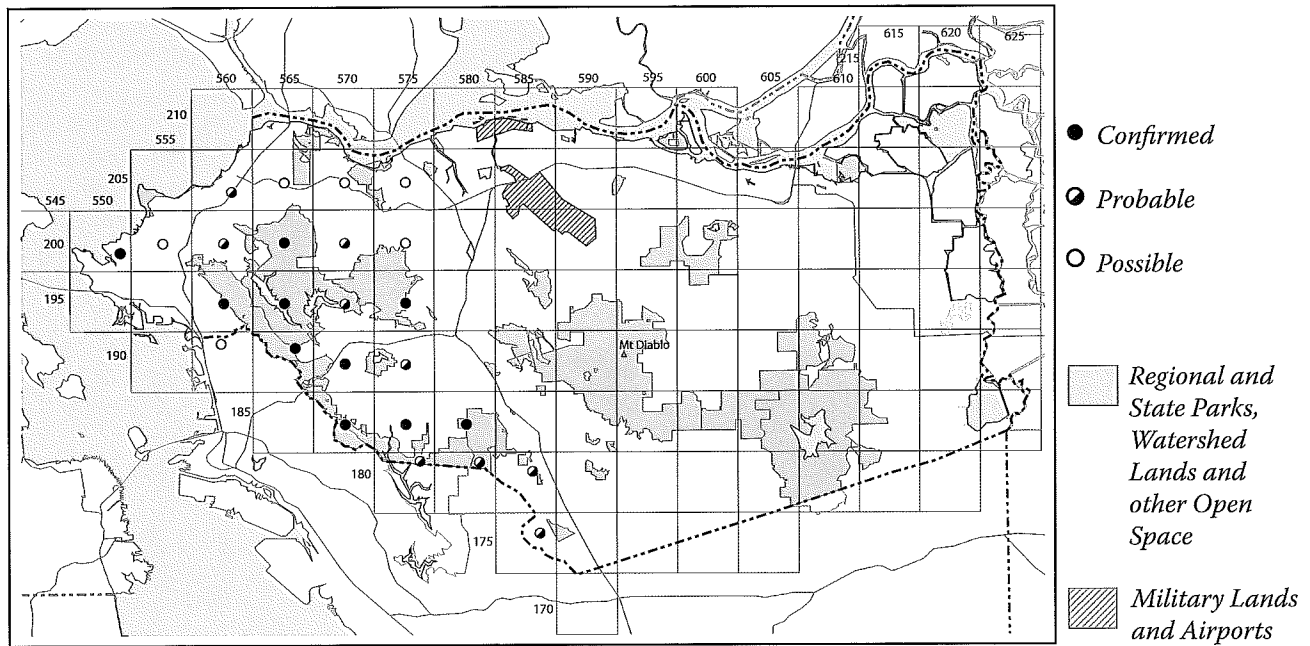 615
620
625
215
560
565
570
575
580
585
590
595
600
605
610
210
555
205
545
550
200
195
190
Mt Diablo
185
180
175
170
Confirmed
Probable
Possible
Regional and
State Parks,
Watershed
Lands and
other Open
Space
Military Lands
and Airports